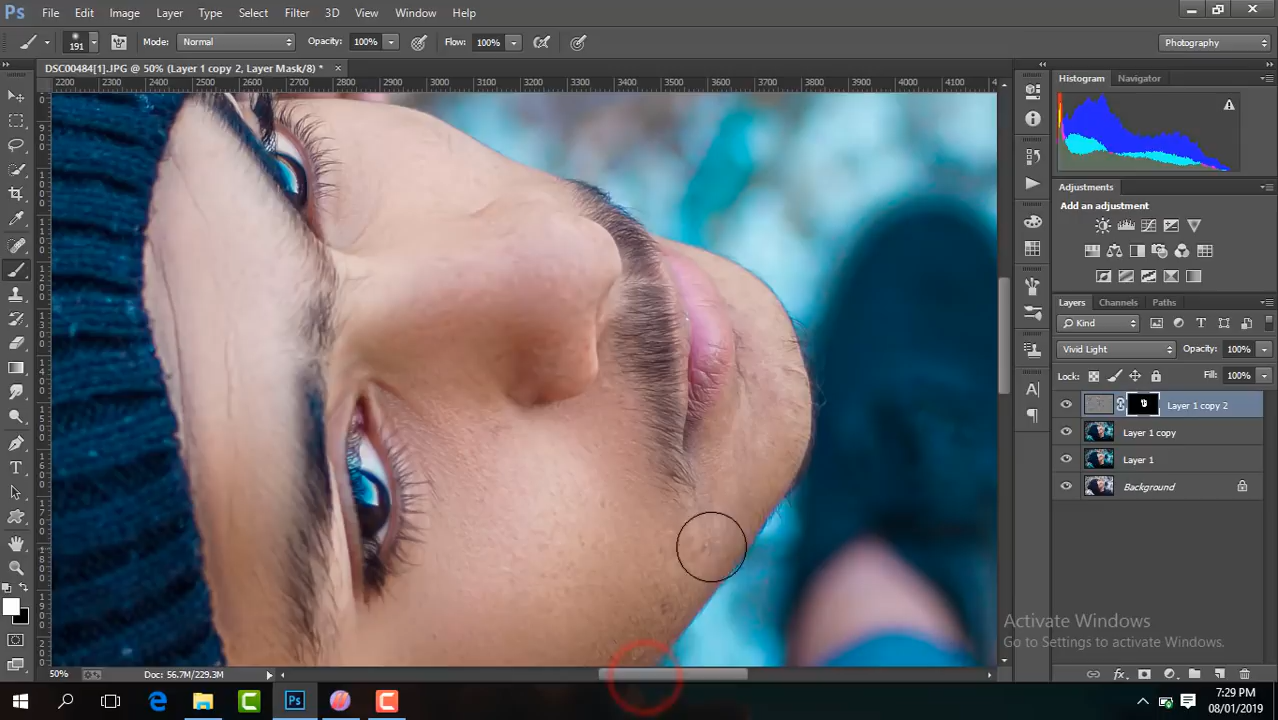 Ps File Edit Image Layer Type Select Filter 3D View Window Help
191 Mode: Normal Opacity: 100% Flow: 100% Photography
DSC00484[1].JPG @ 50% (Layer 1 copy 2, Layer Mask/8) * ×
2200 2300 2400 2500 2600 2700 2800 2900 3000 3100 3200 3300 3400 3500 3600 3700 3800 3900 4000
Histogram Navigator
Adjustments
Add an adjustment
Layers Channels Paths
Kind
Vivid Light Opacity: 100%
Lock: Fill: 100%
Layer 1 copy 2
Layer 1 copy
Layer 1
Background
Activate Windows
Go to Settings to activate Windows.
50% Doc: 56.7M/229.3M
7:29 PM
08/01/2019